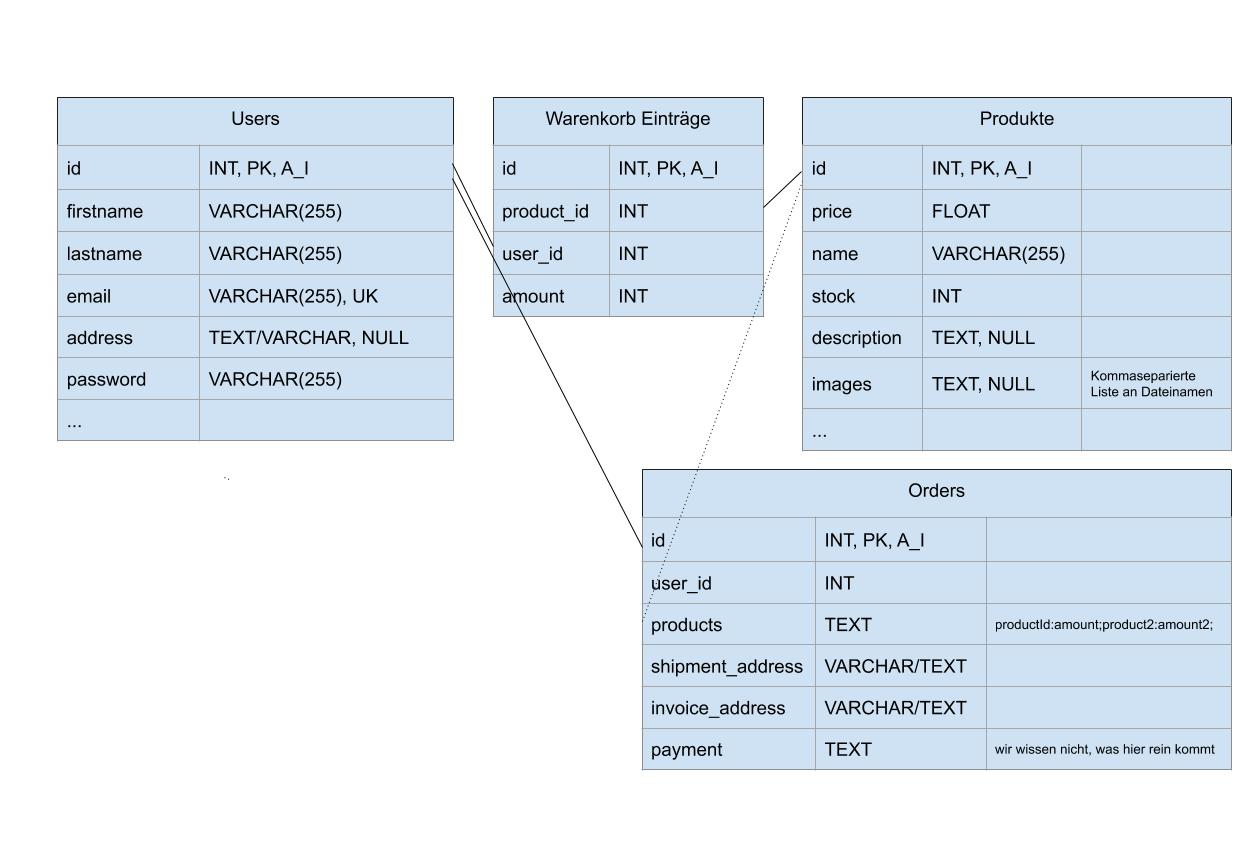 Users
id INT, PK, A_I
firstname VARCHAR(255)
lastname VARCHAR(255)
email VARCHAR(255), UK
address TEXT/VARCHAR, NULL
password VARCHAR(255)
...
Warenkorb Einträge
id INT, PK, A_I
product_id INT
user_id INT
amount INT
Produkte
id INT, PK, A_I
price FLOAT
name VARCHAR(255)
stock INT
description TEXT, NULL
images TEXT, NULL Kommaseparierte
Liste an Dateinamen
...
Orders
id INT, PK, A_I
user_id INT
products TEXT productId:amount;product2:amount2;
shipment_address VARCHAR/TEXT
invoice_address VARCHAR/TEXT
payment TEXT wir wissen nicht, was hier rein kommt